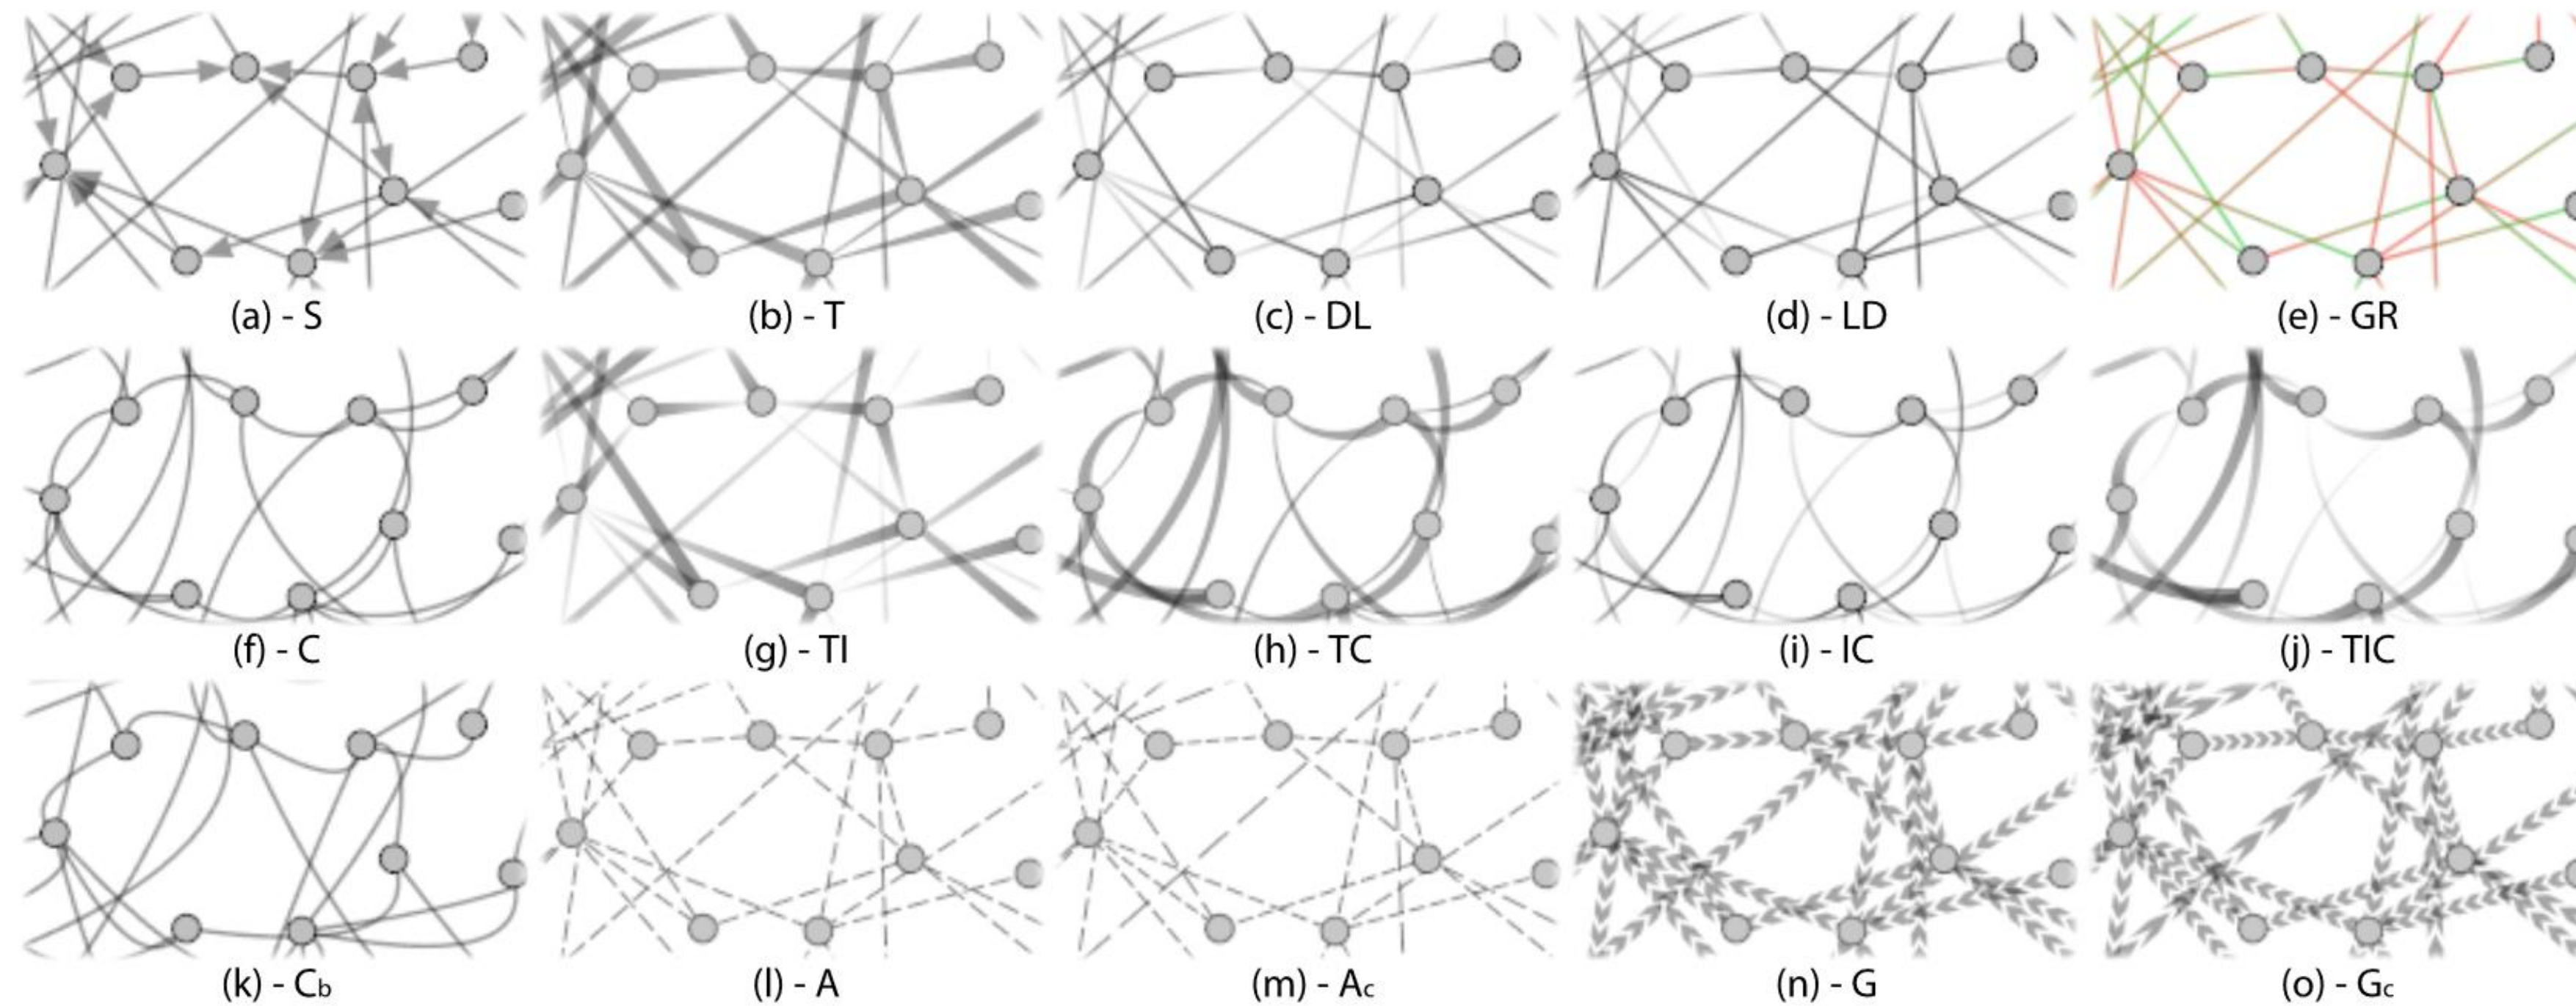 (a) - S (b) - T (c) - DL (d) - LD (e) - GR
(f) - C (g) - TI (h) - TC (i) - IC (j) - TIC
(k) - Cb (l) - A (m) - Ac (n) - G (o) - Gc